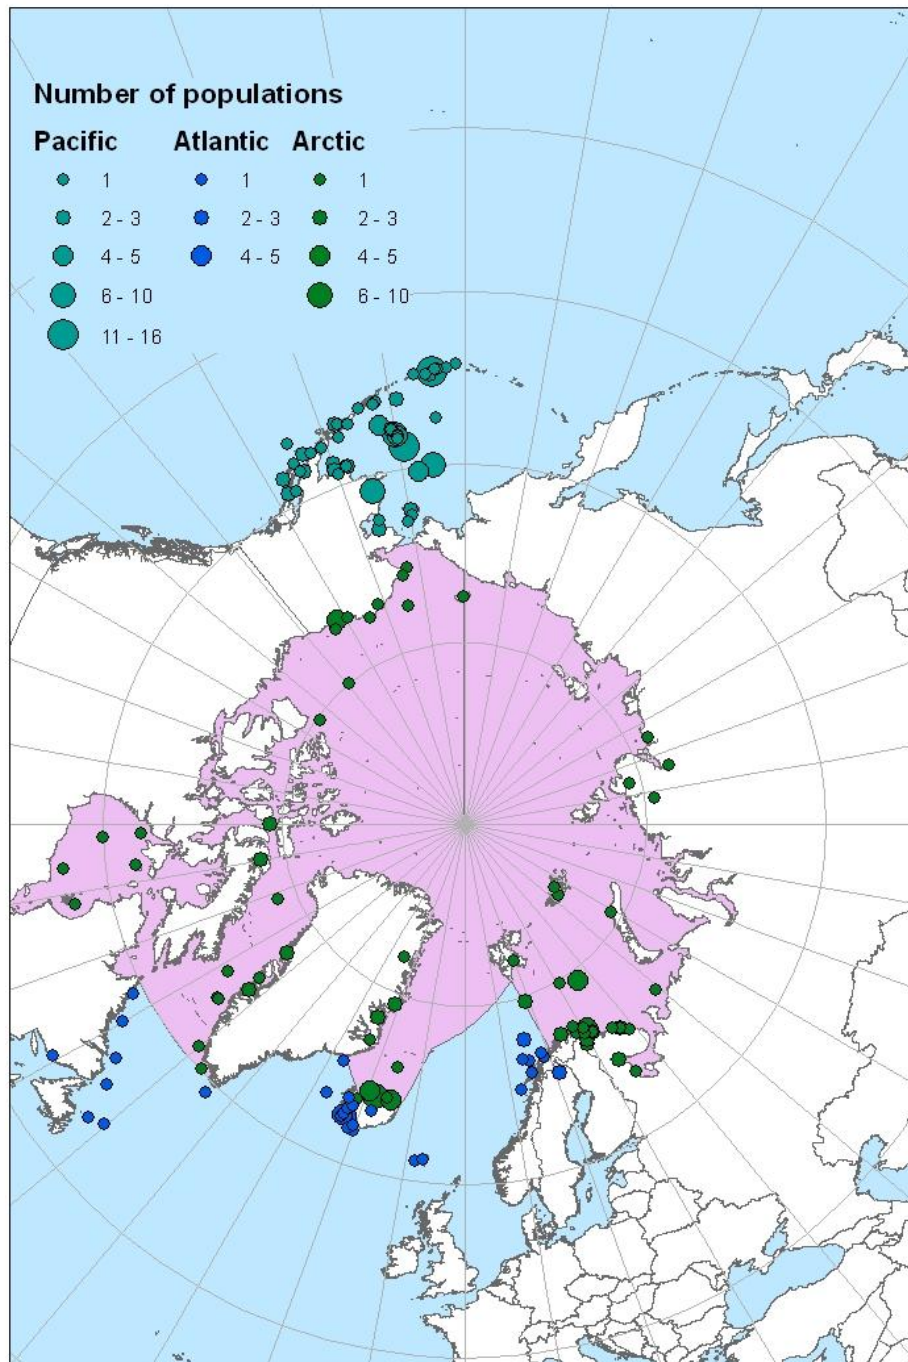 Number of populations
Pacific Atlantic Arctic
1 1 1
2 - 3 2 - 3 2 - 3
4 - 5 4 - 5 4 - 5
6 - 10 6 - 10
11 - 16